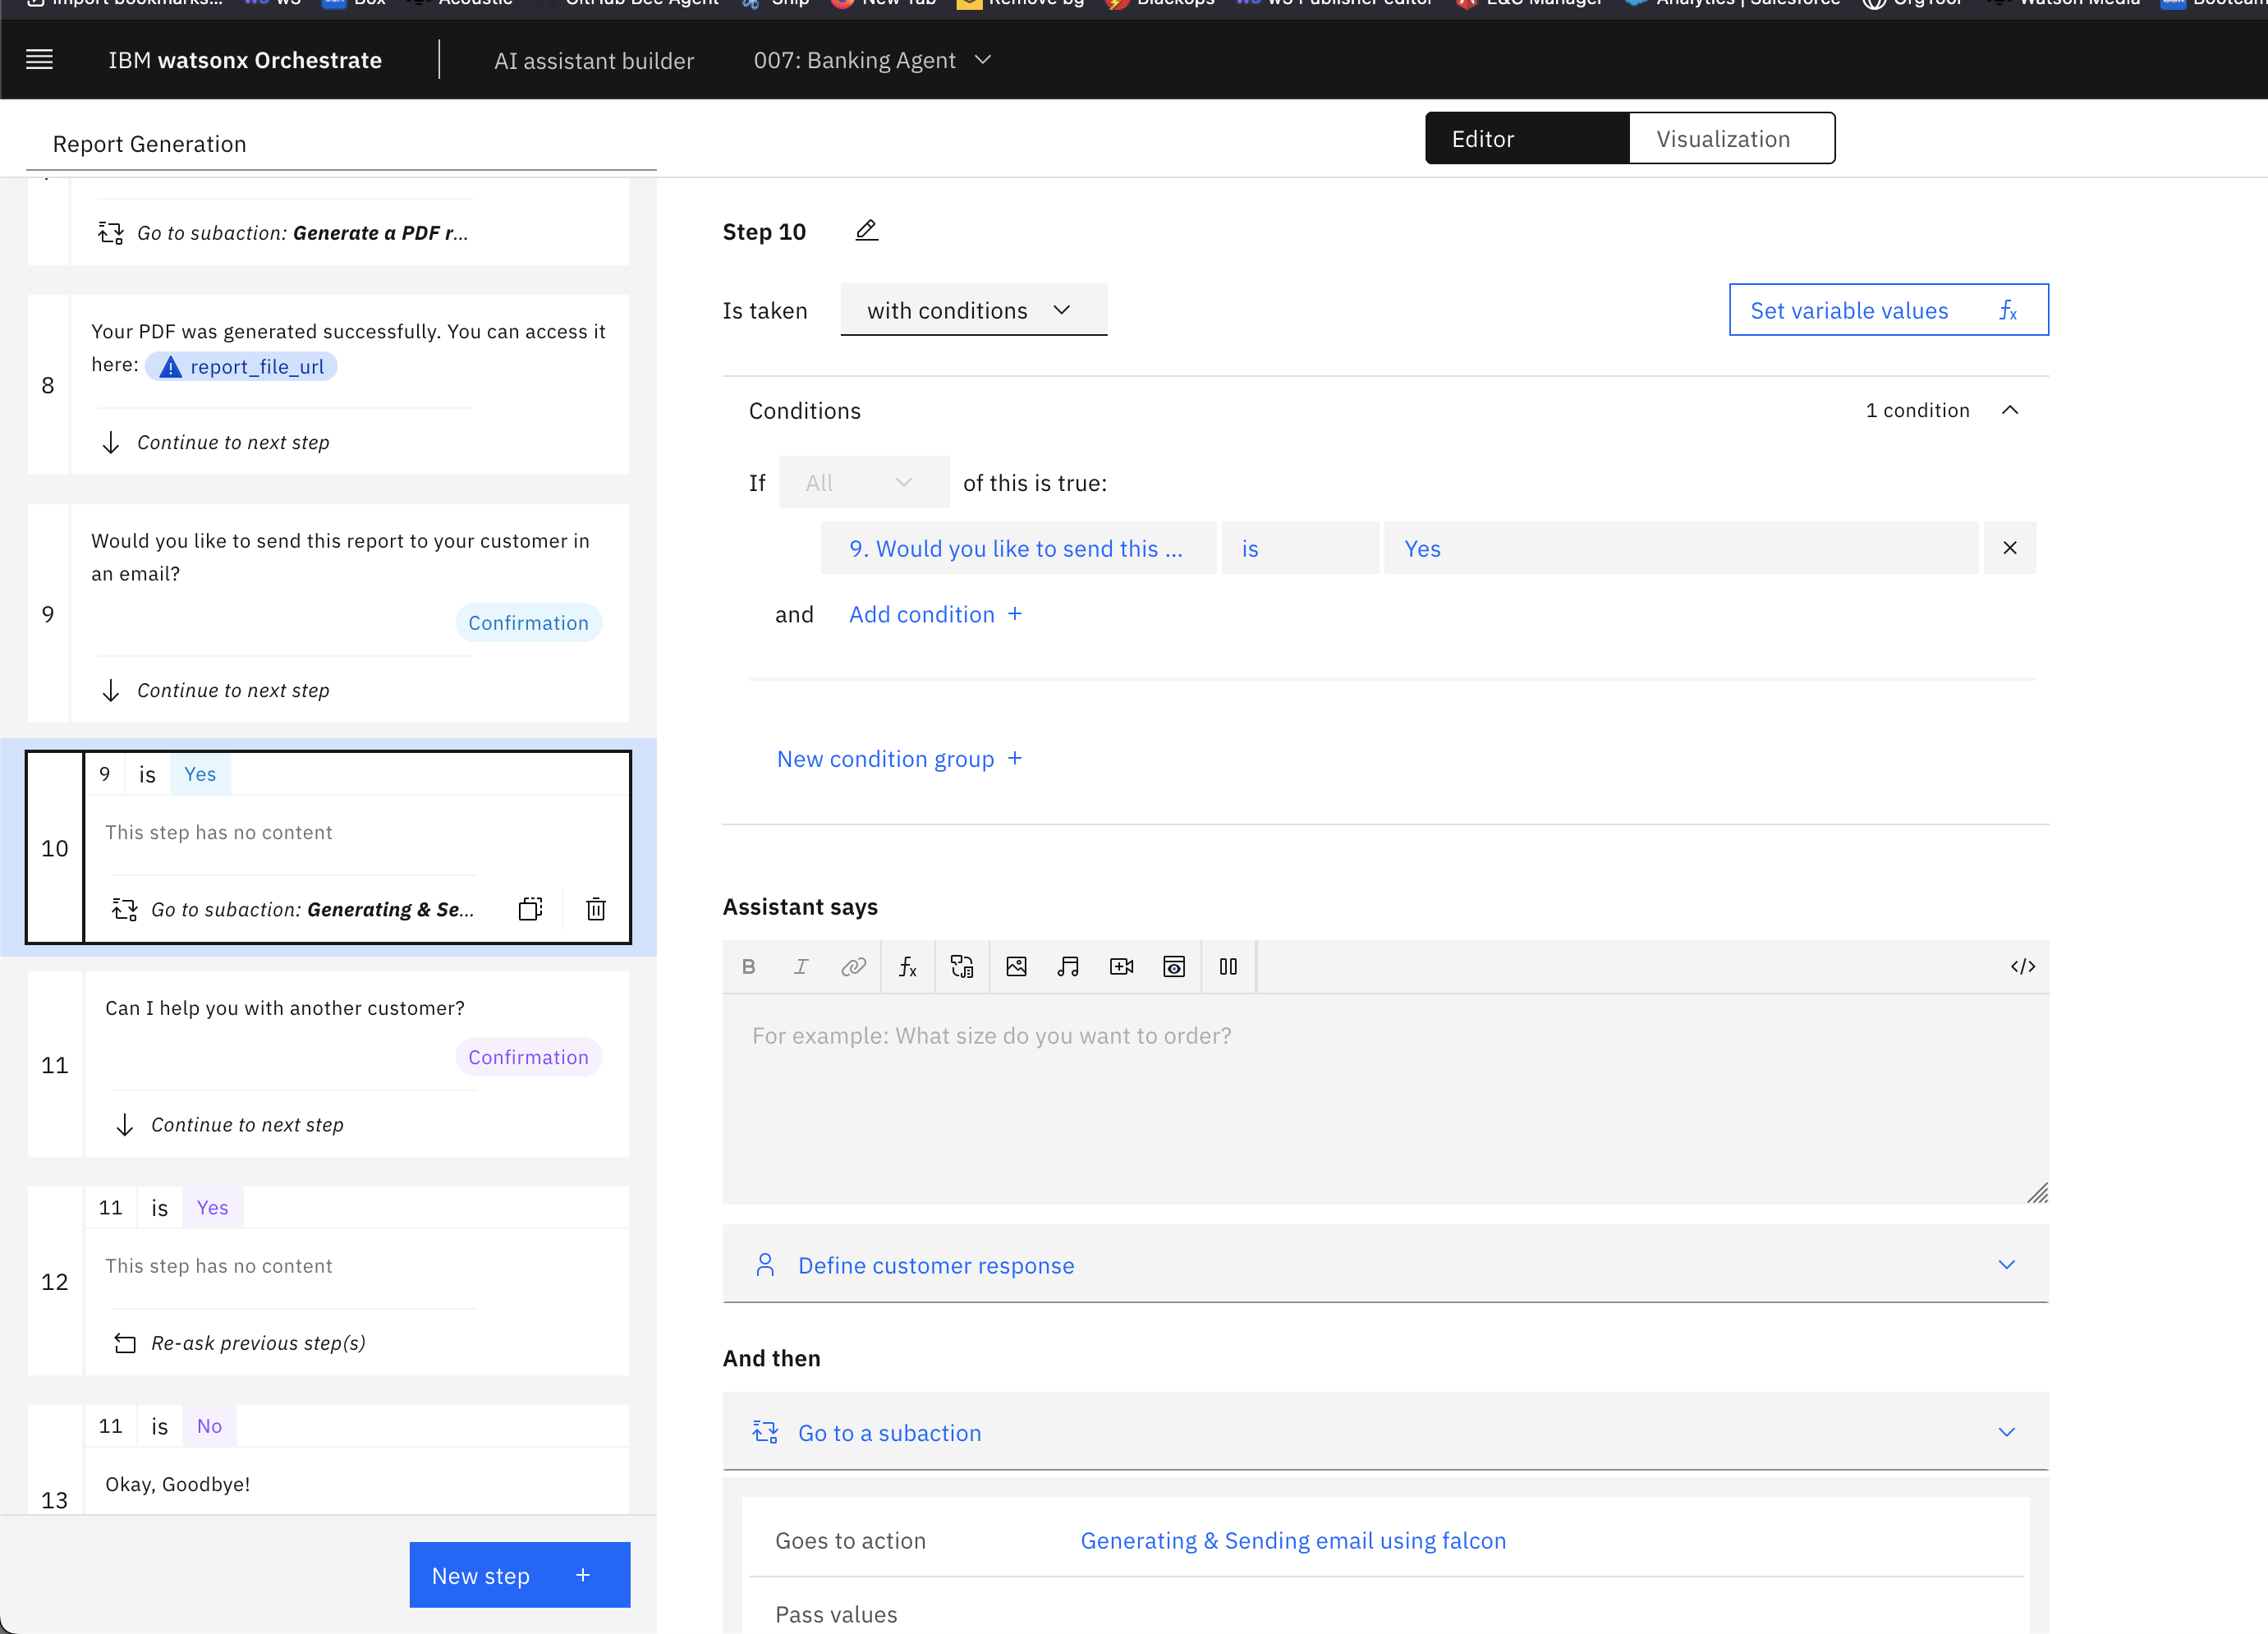 Import bookmarks... w3 Box Acoustic GitHub Bee Agent Snip New Tab Remove bg Blackops w3 Publisher editor E&C Manager Analytics | Salesforce OrgTool Watson Media
IBM watsonx Orchestrate AI assistant builder 007: Banking Agent
Report Generation
Editor Visualization
Go to subaction: Generate a PDF r...
8
Your PDF was generated successfully. You can access it
here: report_file_url
Continue to next step
9
Would you like to send this report to your customer in
an email?
Confirmation
Continue to next step
10
9 is Yes
This step has no content
Go to subaction: Generating & Se...
11
Can I help you with another customer?
Confirmation
Continue to next step
12
11 is Yes
This step has no content
Re-ask previous step(s)
13
11 is No
Okay, Goodbye!
New step +
Step 10
Is taken with conditions
Set variable values fx
Conditions 1 condition
If All of this is true:
9. Would you like to send this ... is Yes
and Add condition +
New condition group +
Assistant says
B I fx </>
For example: What size do you want to order?
Define customer response
And then
Go to a subaction
Goes to action Generating & Sending email using falcon
Pass values